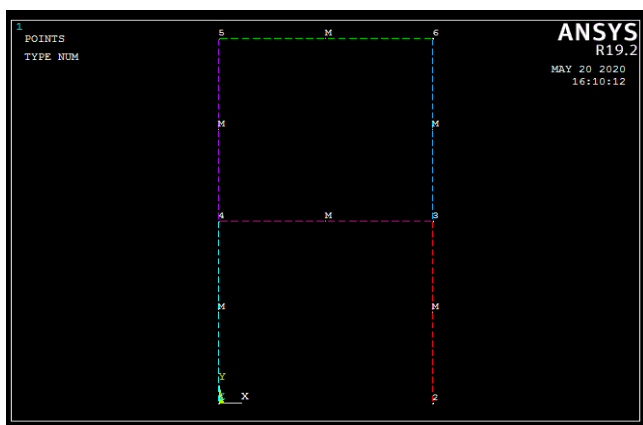 1
POINTS
TYPE NUM
ANSYS
R19.2
MAY 20 2020
16:10:12
5 M 6
M M
4 M 3
M M
Y
X
2